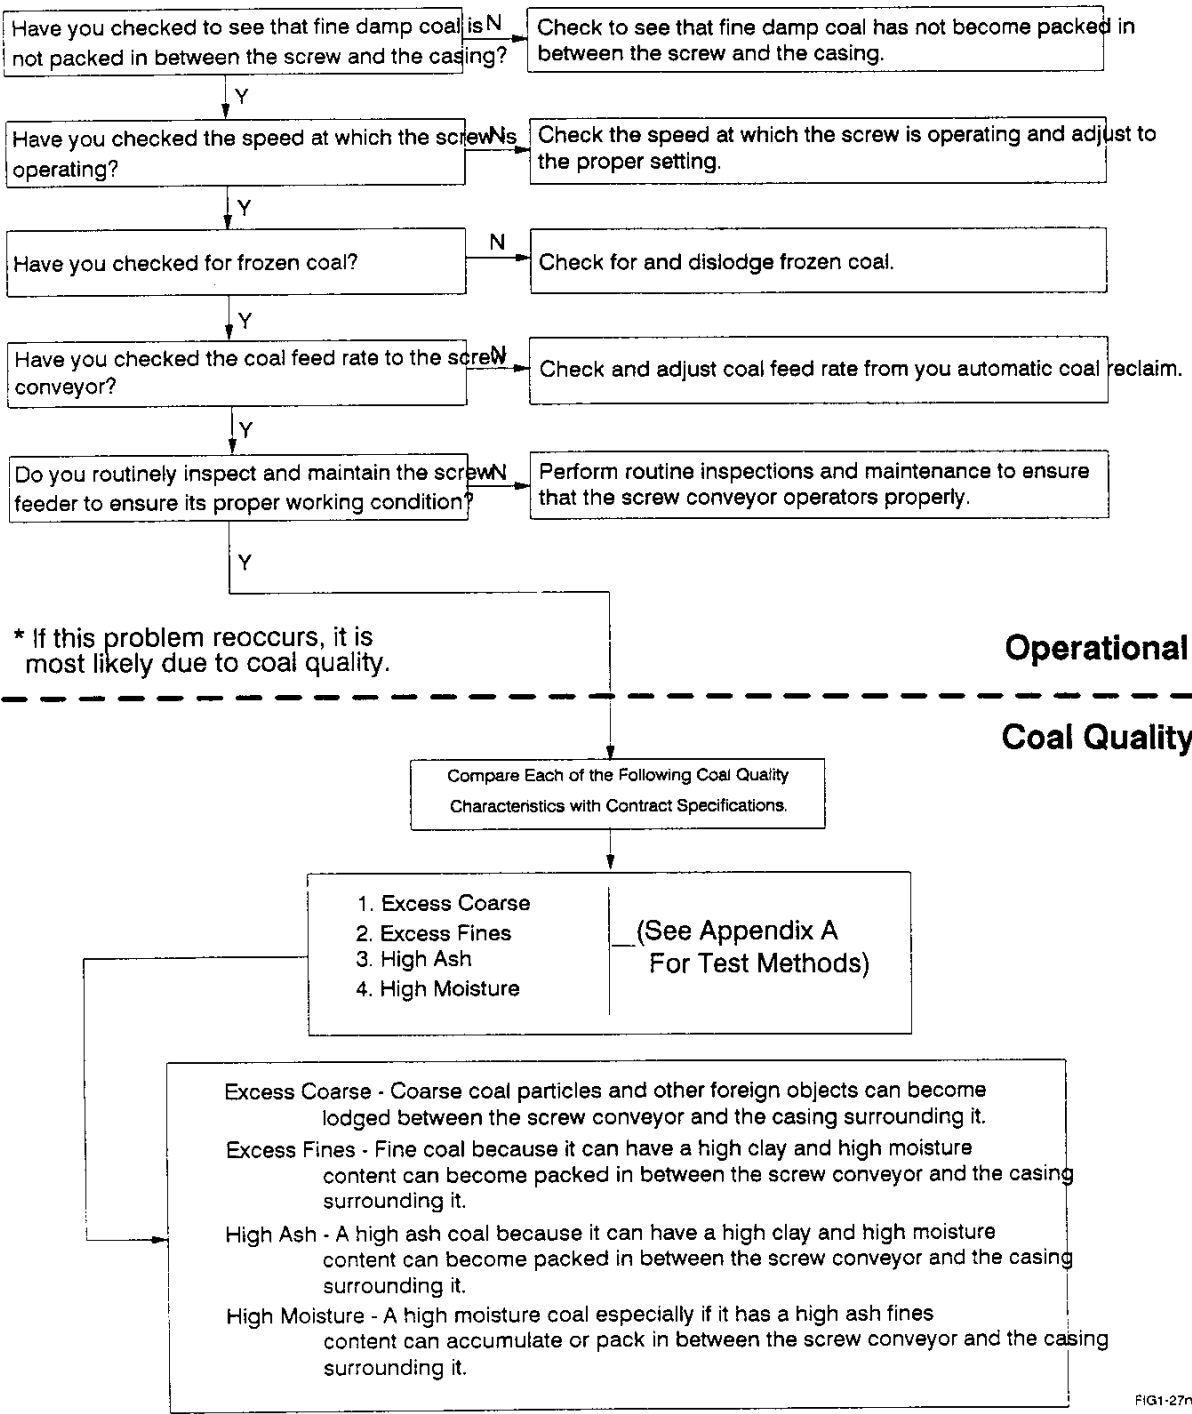 Have you checked to see that fine damp coal is
not packed in between the screw and the casing?
N
Check to see that fine damp coal has not become packed in
between the screw and the casing.
Y
Have you checked the speed at which the screw is
operating?
N
Check the speed at which the screw is operating and adjust to
the proper setting.
Y
Have you checked for frozen coal?
N
Check for and dislodge frozen coal.
Y
Have you checked the coal feed rate to the screw
conveyor?
N
Check and adjust coal feed rate from you automatic coal reclaim.
Y
Do you routinely inspect and maintain the screw
feeder to ensure its proper working condition?
N
Perform routine inspections and maintenance to ensure
that the screw conveyor operators properly.
Y
* If this problem reoccurs, it is
most likely due to coal quality.
Operational
Coal Quality
Compare Each of the Following Coal Quality
Characteristics with Contract Specifications.
1. Excess Coarse
2. Excess Fines
3. High Ash
4. High Moisture
(See Appendix A
For Test Methods)
Excess Coarse - Coarse coal particles and other foreign objects can become
lodged between the screw conveyor and the casing surrounding it.
Excess Fines - Fine coal because it can have a high clay and high moisture
content can become packed in between the screw conveyor and the casing
surrounding it.
High Ash - A high ash coal because it can have a high clay and high moisture
content can become packed in between the screw conveyor and the casing
surrounding it.
High Moisture - A high moisture coal especially if it has a high ash fines
content can accumulate or pack in between the screw conveyor and the casing
surrounding it.
FIG1-27n